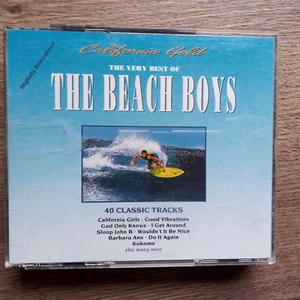 California Gold
Digitally Remastered
THE VERY BEST OF
THE BEACH BOYS
40 CLASSIC TRACKS
California Girls · Good Vibrations
God Only Knows · I Get Around
Sloop John B · Wouldn't It Be Nice
Barbara Ann · Do It Again
Kokomo
plus many more